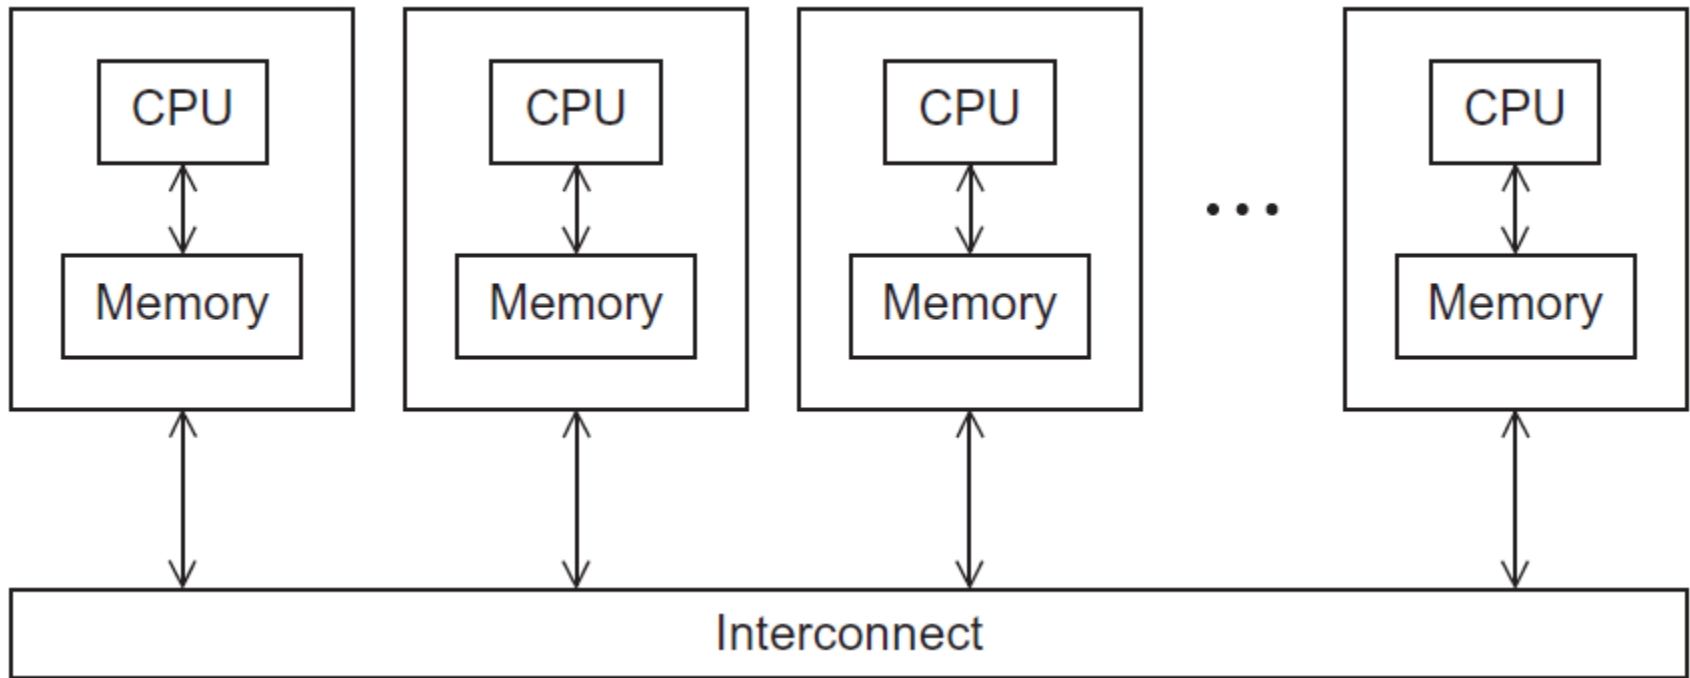 CPU CPU CPU CPU
Memory Memory Memory ... Memory
Interconnect